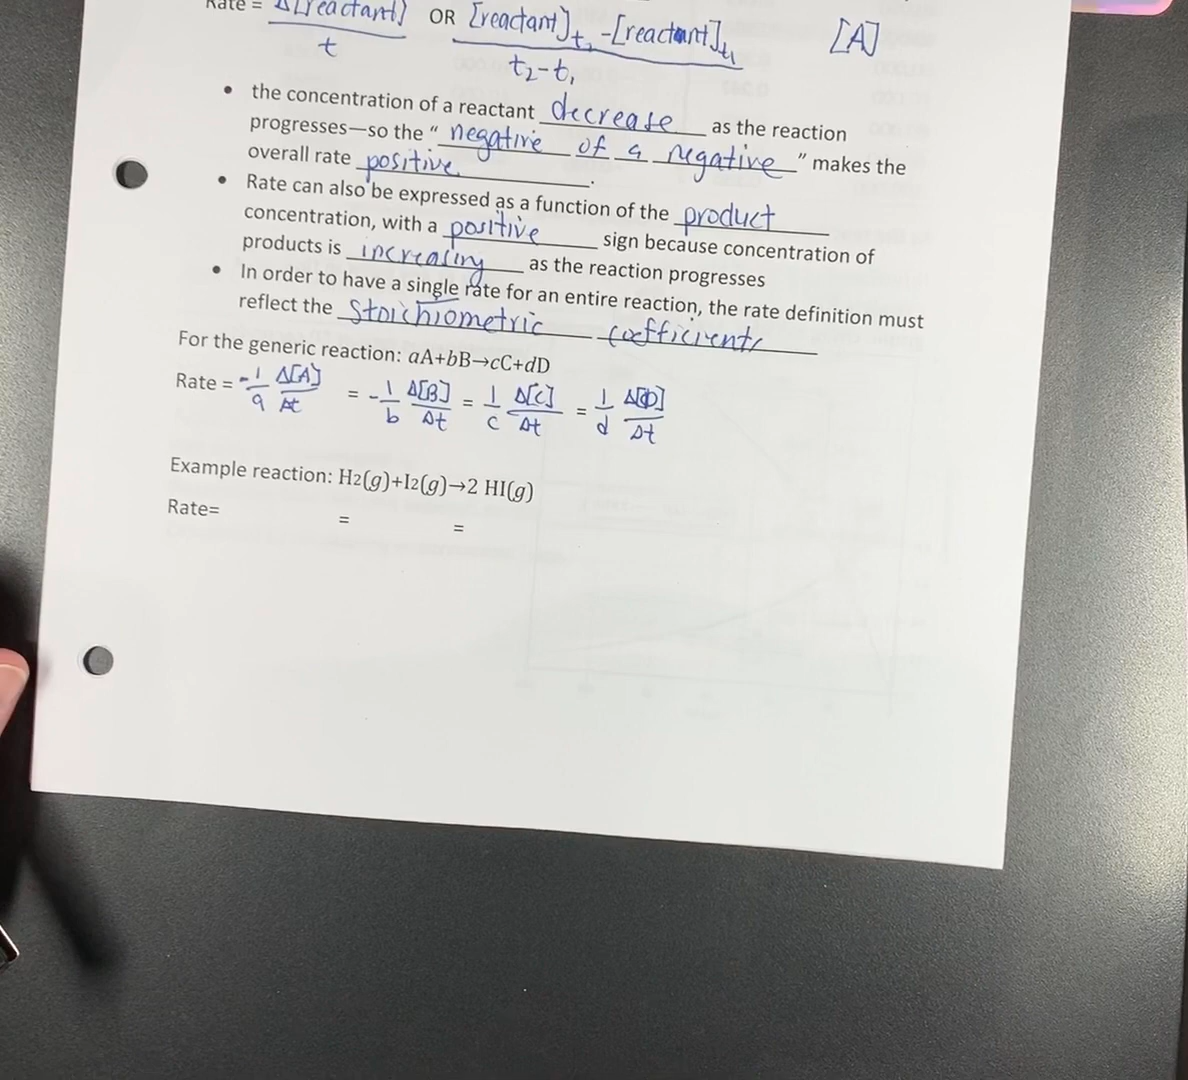 Rate = Δ[reactant] / t OR [reactant]t₂ -[reactant]t₁ / t₂-t₁ [A]
• the concentration of a reactant decrease as the reaction
progresses—so the "negative of a negative" makes the
overall rate positive.
• Rate can also be expressed as a function of the product
concentration, with a positive sign because concentration of
products is increasing as the reaction progresses
• In order to have a single rate for an entire reaction, the rate definition must
reflect the stoichiometric coefficients
For the generic reaction: aA+bB→cC+dD
Rate = -1/a Δ[A]/Δt = -1/b Δ[B]/Δt = 1/c Δ[C]/Δt = 1/d Δ[D]/Δt
Example reaction: H2(g)+I2(g)→2 HI(g)
Rate= = =